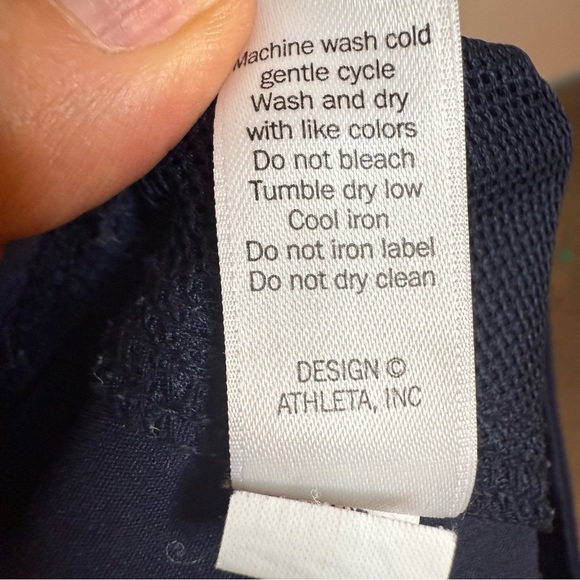 Machine wash cold
gentle cycle
Wash and dry
with like colors
Do not bleach
Tumble dry low
Cool iron
Do not iron label
Do not dry clean
DESIGN ©
ATHLETA, INC